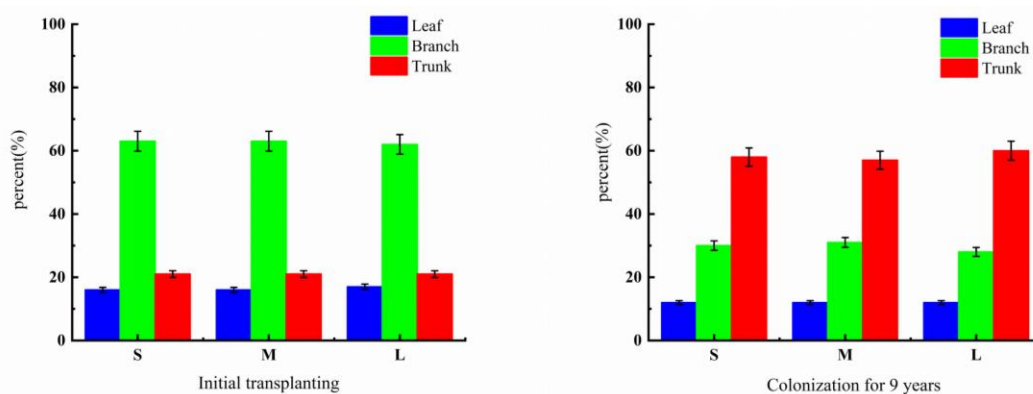 100
80
60
40
20
0
percent(%)
Leaf
Branch
Trunk
S M L
Initial transplanting
100
80
60
40
20
0
percent(%)
Leaf
Branch
Trunk
S M L
Colonization for 9 years